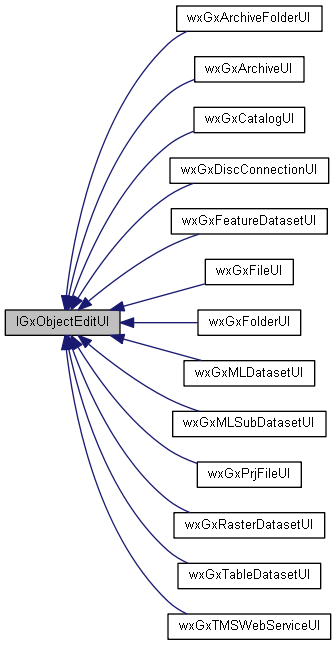 wxGxArchiveFolderUI
wxGxArchiveUI
wxGxCatalogUI
wxGxDiscConnectionUI
wxGxFeatureDatasetUI
wxGxFileUI
IGxObjectEditUI
wxGxFolderUI
wxGxMLDatasetUI
wxGxMLSubDatasetUI
wxGxPrjFileUI
wxGxRasterDatasetUI
wxGxTableDatasetUI
wxGxTMSWebServiceUI